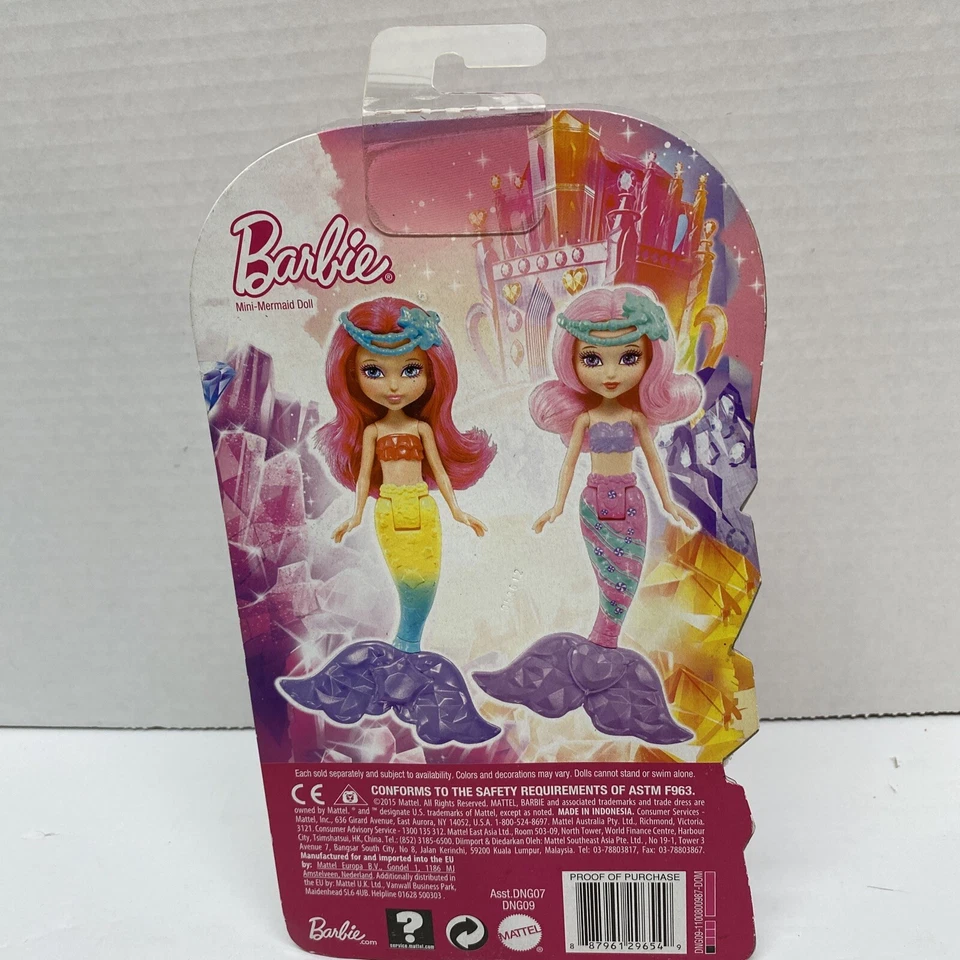 Barbie®
Mini-Mermaid Doll
Each sold separately and subject to availability. Colors and decorations may vary. Dolls cannot stand or swim alone.
CE
CONFORMS TO THE SAFETY REQUIREMENTS OF ASTM F963.
©2015 Mattel. All Rights Reserved. MATTEL, BARBIE and associated trademarks and trade dress are
owned by Mattel. ® and ™ designate U.S. trademarks of Mattel, except as noted. MADE IN INDONESIA. Consumer Services -
Mattel, Inc., 636 Girard Avenue, East Aurora, NY 14052, U.S.A. 1-800-524-8697. Mattel Australia Pty. Ltd., Richmond, Victoria,
3121. Consumer Advisory Service - 1300 135 312. Mattel East Asia Ltd., Room 503-09, North Tower, World Finance Centre, Harbour
City, Tsimshatsui, HK, China. Tel.: (852) 3185-6500. Diimport & Diedarkan Oleh: Mattel Southeast Asia Pte. Ltd., No 19-1, Tower 3
Avenue 7, Bangsar South City, No 8, Jalan Kerinchi, 59200 Kuala Lumpur, Malaysia. Tel: 03-78803817, Fax: 03-78803867.
Manufactured for and imported into the EU
by: Mattel Europa B.V., Gondel 1, 1186 MJ
Amstelveen, Nederland. Additionally distributed in
the EU by: Mattel U.K. Ltd., Vanwall Business Park,
Maidenhead SL6 4UB. Helpline 01628 500303.
Asst.DNG07
DNG09
PROOF OF PURCHASE
8 87961 29654 9
DNG09-1100800987-DOM
Barbie.com
?
service.mattel.com
MATTEL®